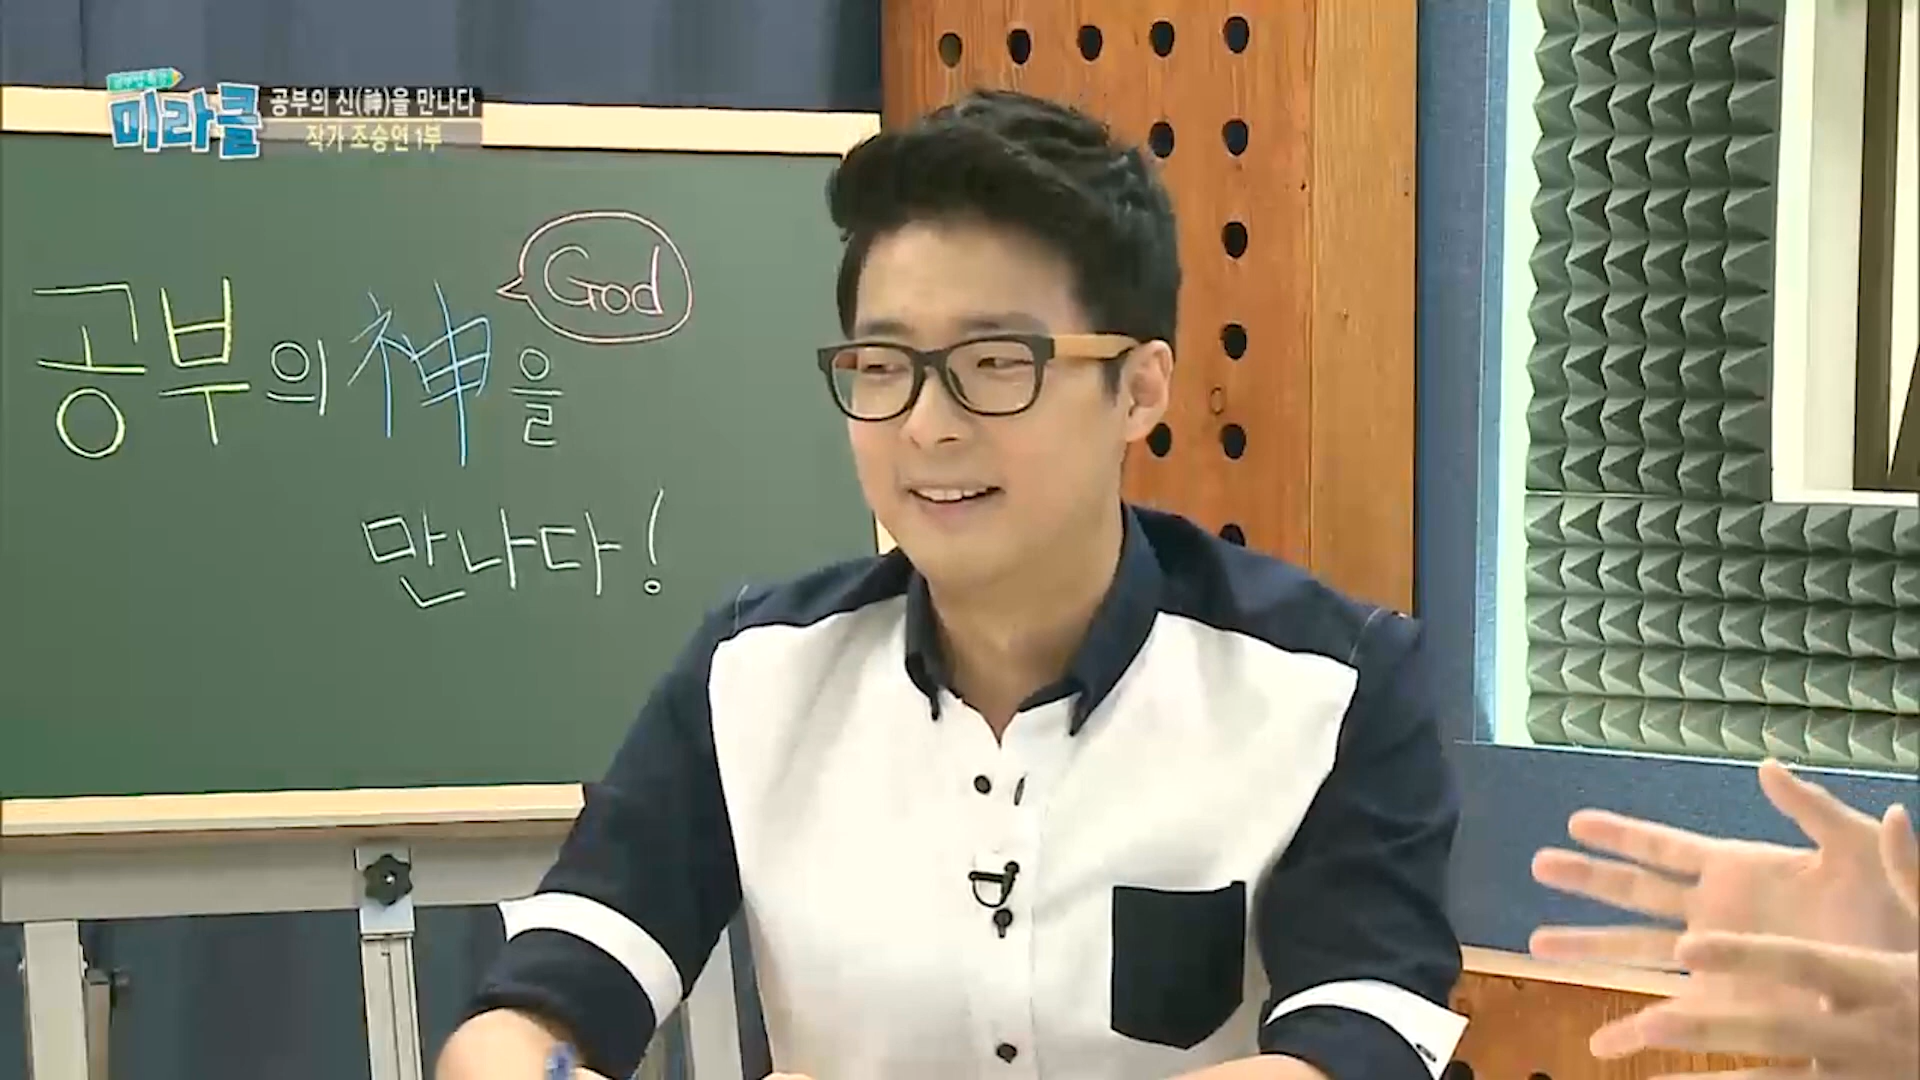 미라클
공부의 신(神)을 만나다
작가 조승연 1부
God
공부의 神을
만나다!